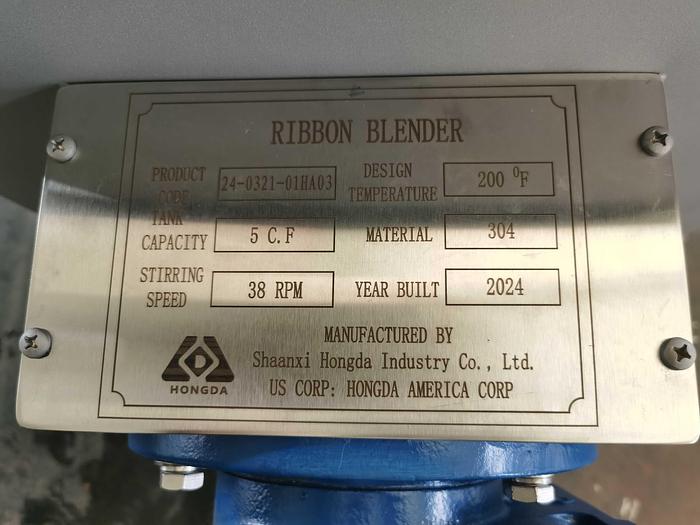 RIBBON BLENDER
PRODUCT CODE 24-0321-01HA03 DESIGN TEMPERATURE 200 ⁰F
TANK CAPACITY 5 C.F MATERIAL 304
STIRRING SPEED 38 RPM YEAR BUILT 2024
MANUFACTURED BY
Shaanxi Hongda Industry Co., Ltd.
HONGDA US CORP: HONGDA AMERICA CORP